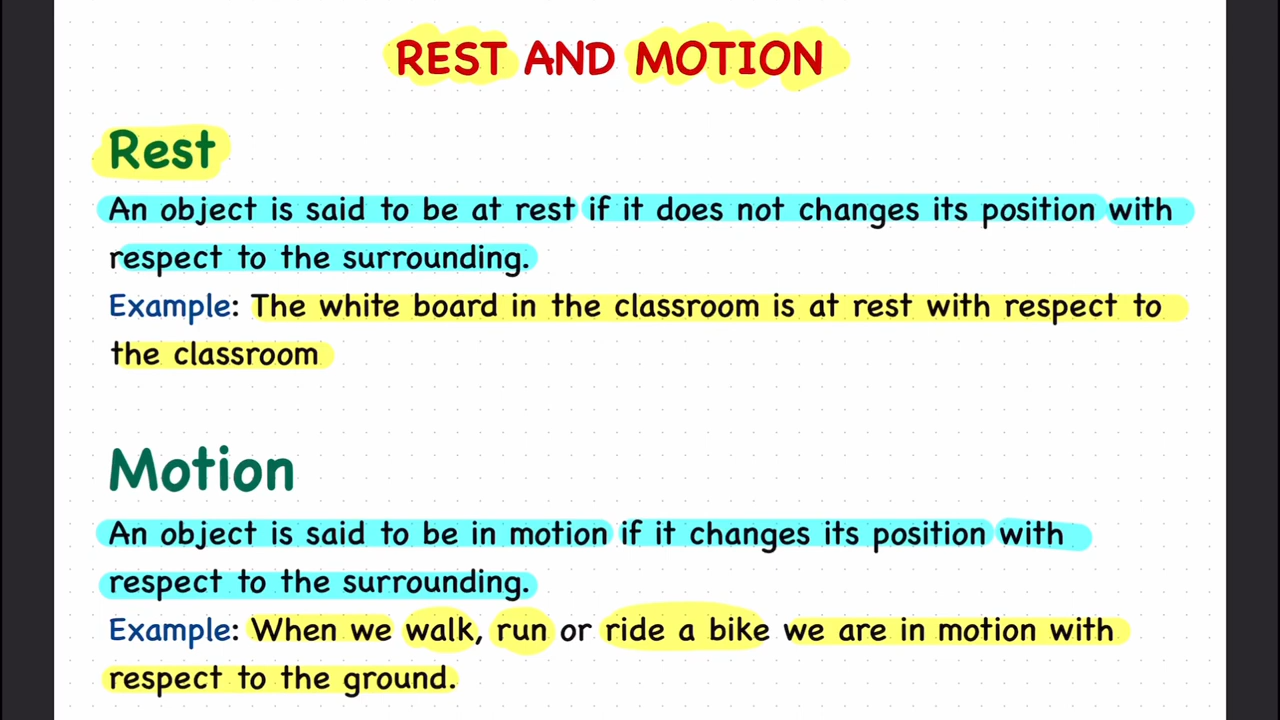 REST AND MOTION
Rest
An object is said to be at rest if it does not changes its position with
respect to the surrounding.
Example: The white board in the classroom is at rest with respect to
the classroom
Motion
An object is said to be in motion if it changes its position with
respect to the surrounding.
Example: When we walk, run or ride a bike we are in motion with
respect to the ground.